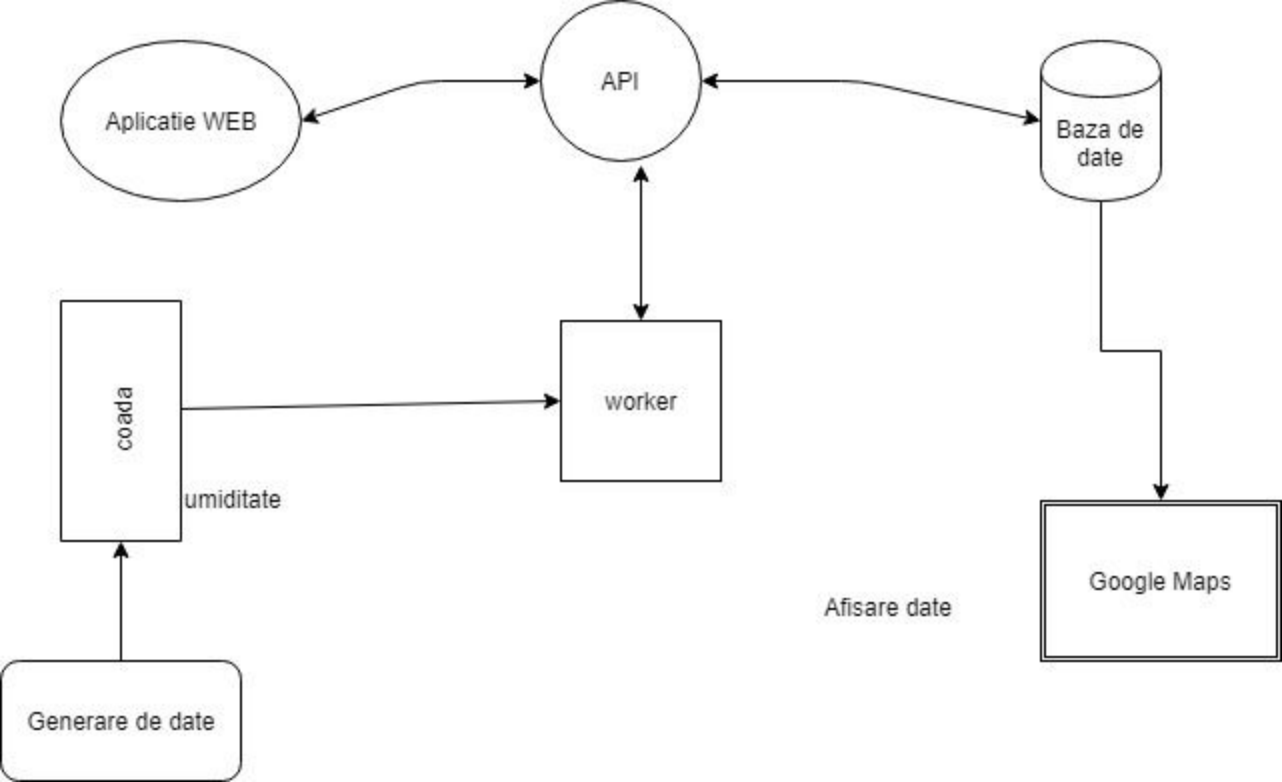 API
Aplicatie WEB
Baza de
date
coada
worker
umiditate
Google Maps
Afisare date
Generare de date